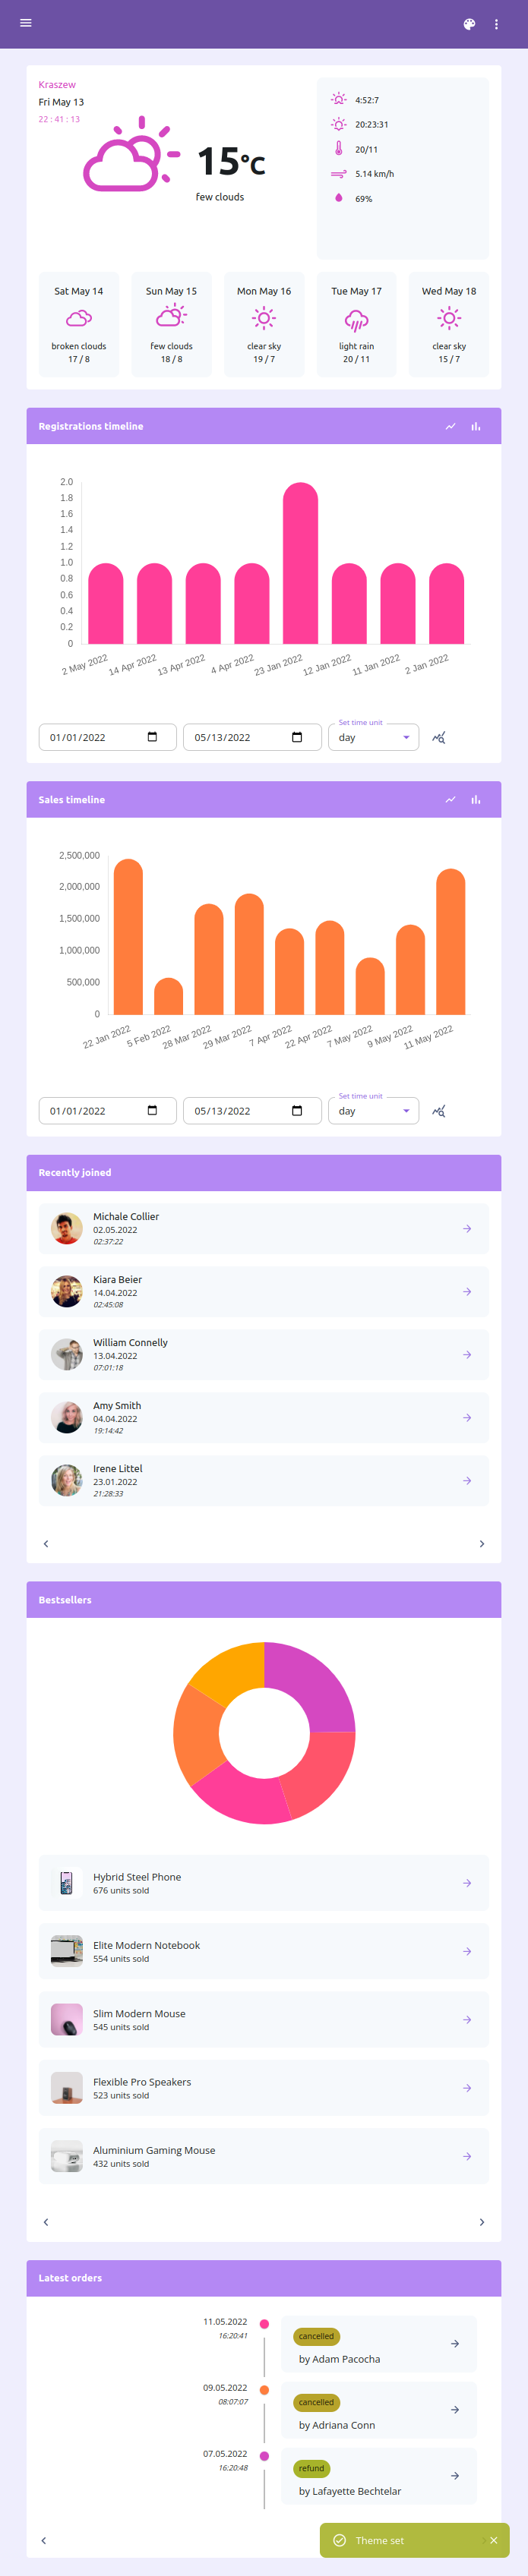 Kraszew
Fri May 13
22 : 41 : 13
15°C
few clouds
4:52:7
20:23:31
20/11
5.14 km/h
69%
Sat May 14
broken clouds
17 / 8
Sun May 15
few clouds
18 / 8
Mon May 16
clear sky
19 / 7
Tue May 17
light rain
20 / 11
Wed May 18
clear sky
15 / 7
Registrations timeline
2.0
1.8
1.6
1.4
1.2
1.0
0.8
0.6
0.4
0.2
0
2 May 2022
14 Apr 2022
13 Apr 2022
4 Apr 2022
23 Jan 2022
12 Jan 2022
11 Jan 2022
2 Jan 2022
01/01/2022
05/13/2022
Set time unit
day
Sales timeline
2,500,000
2,000,000
1,500,000
1,000,000
500,000
0
22 Jan 2022
5 Feb 2022
28 Mar 2022
29 Mar 2022
7 Apr 2022
22 Apr 2022
7 May 2022
9 May 2022
11 May 2022
01/01/2022
05/13/2022
Set time unit
day
Recently joined
Michale Collier
02.05.2022
02:37:22
Kiara Beier
14.04.2022
02:45:08
William Connelly
13.04.2022
07:01:18
Amy Smith
04.04.2022
19:14:42
Irene Littel
23.01.2022
21:28:33
Bestsellers
Hybrid Steel Phone
676 units sold
Elite Modern Notebook
554 units sold
Slim Modern Mouse
545 units sold
Flexible Pro Speakers
523 units sold
Aluminium Gaming Mouse
432 units sold
Latest orders
11.05.2022
16:20:41
cancelled
by Adam Pacocha
09.05.2022
08:07:07
cancelled
by Adriana Conn
07.05.2022
16:20:48
refund
by Lafayette Bechtelar
Theme set